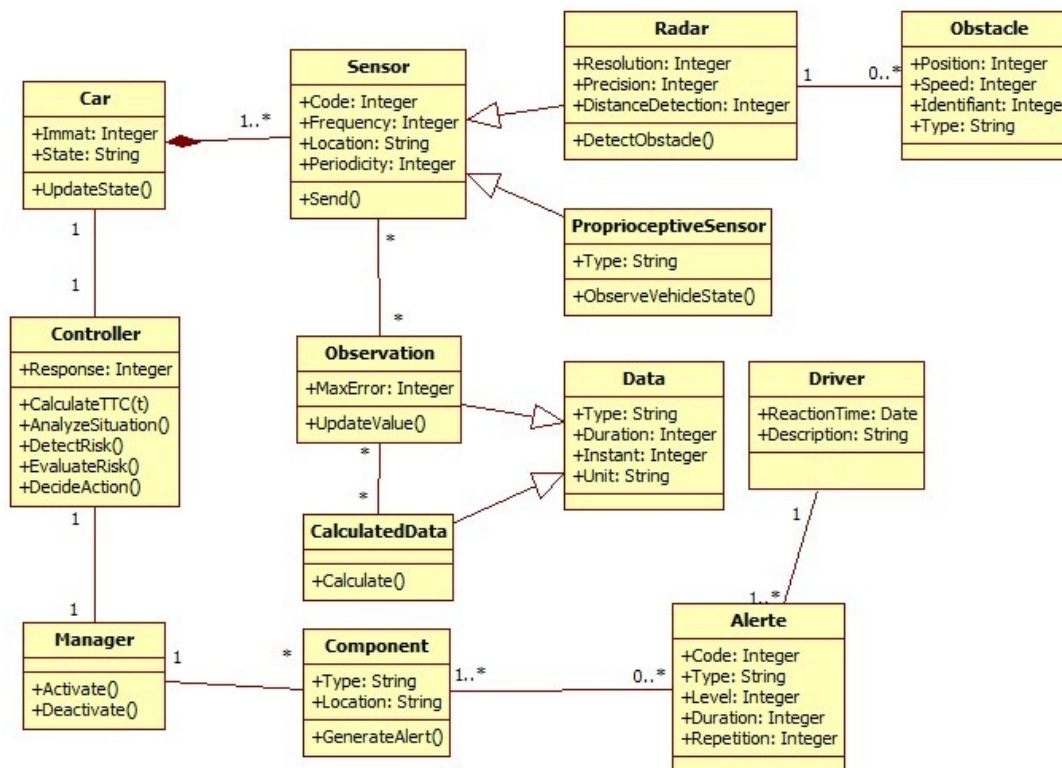 Car
+Immat: Integer
+State: String
+UpdateState()
1..*
Sensor
+Code: Integer
+Frequency: Integer
+Location: String
+Periodicity: Integer
+Send()
Radar
+Resolution: Integer
+Precision: Integer
+DistanceDetection: Integer
+DetectObstacle()
1
0..*
Obstacle
+Position: Integer
+Speed: Integer
+Identifiant: Integer
+Type: String
ProprioceptiveSensor
+Type: String
+ObserveVehicleState()
1
1
*
*
Controller
+Response: Integer
+CalculateTTC(t)
+AnalyzeSituation()
+DetectRisk()
+EvaluateRisk()
+DecideAction()
Observation
+MaxError: Integer
+UpdateValue()
Data
+Type: String
+Duration: Integer
+Instant: Integer
+Unit: String
Driver
+ReactionTime: Date
+Description: String
*
*
CalculatedData
+Calculate()
1
1
1
1..*
Manager
+Activate()
+Deactivate()
1
*
Component
+Type: String
+Location: String
+GenerateAlert()
1..*
0..*
Alerte
+Code: Integer
+Type: String
+Level: Integer
+Duration: Integer
+Repetition: Integer